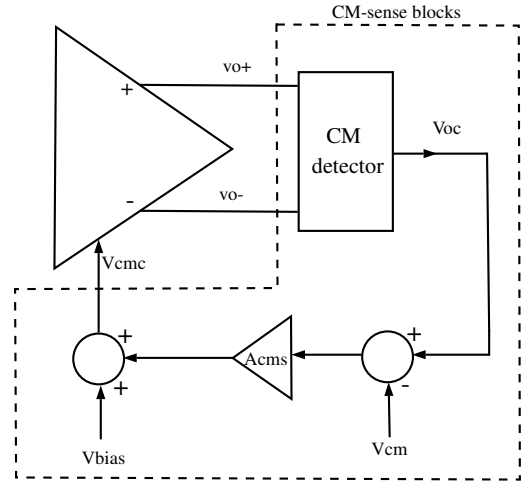 CM-sense blocks
vo+
+
CM
detector
Voc
-
vo-
Vcmc
+
Acms
+
+
-
Vbias
Vcm